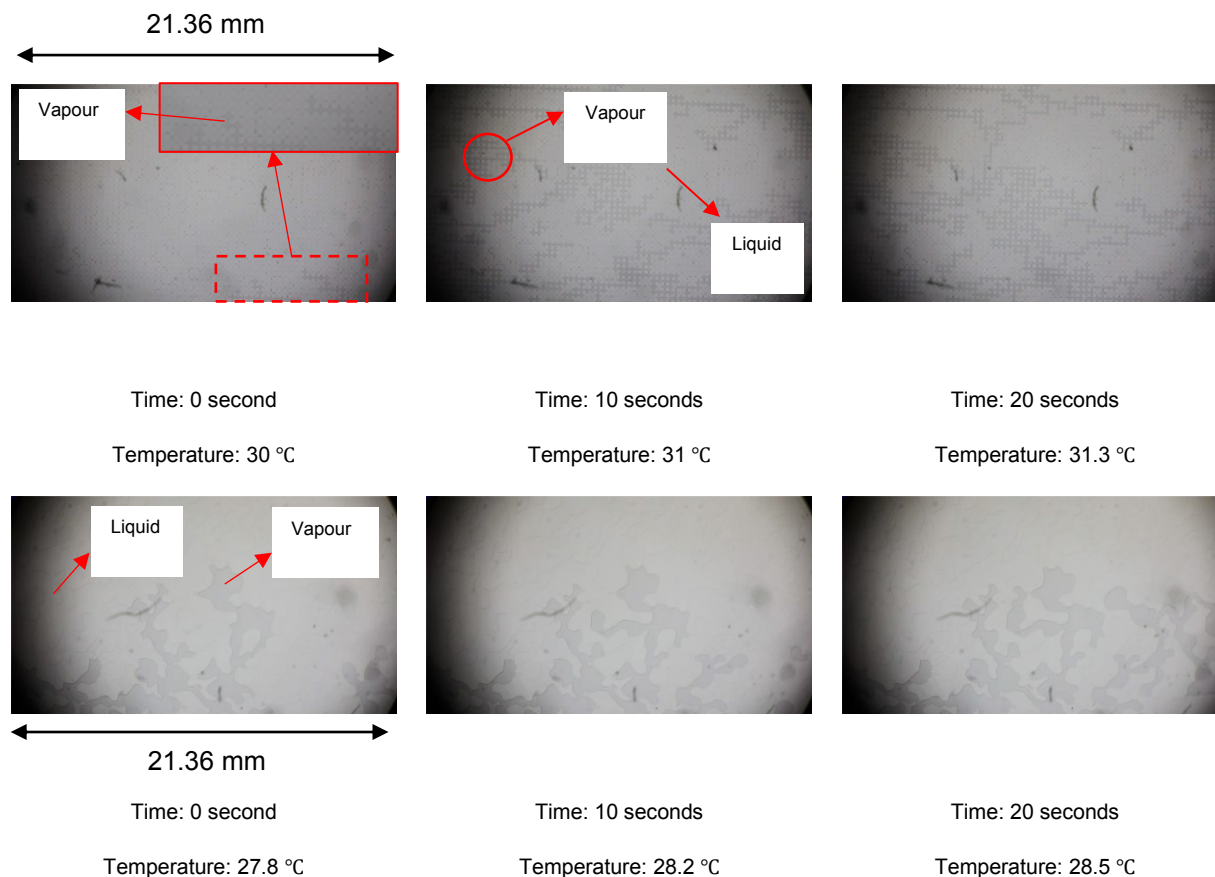 21.36 mm
Vapour
Vapour
Liquid
Time: 0 second
Time: 10 seconds
Time: 20 seconds
Temperature: 30 ℃
Temperature: 31 ℃
Temperature: 31.3 ℃
Liquid
Vapour
21.36 mm
Time: 0 second
Time: 10 seconds
Time: 20 seconds
Temperature: 27.8 ℃
Temperature: 28.2 ℃
Temperature: 28.5 ℃